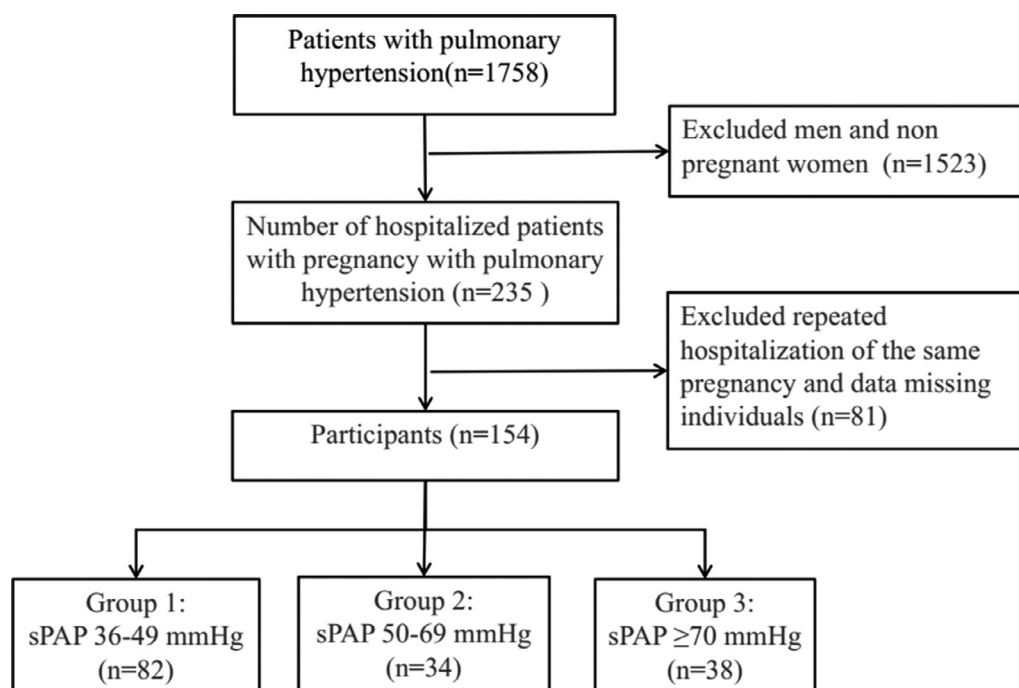 Patients with pulmonary
hypertension(n=1758)
Excluded men and non
pregnant women (n=1523)
Number of hospitalized patients
with pregnancy with pulmonary
hypertension (n=235 )
Excluded repeated
hospitalization of the same
pregnancy and data missing
individuals (n=81)
Participants (n=154)
Group 1:
sPAP 36-49 mmHg
(n=82)
Group 2:
sPAP 50-69 mmHg
(n=34)
Group 3:
sPAP ≥70 mmHg
(n=38)